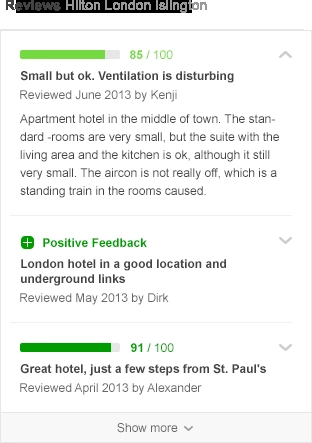 Reviews Hilton London Islington
85 / 100
Small but ok. Ventilation is disturbing
Reviewed June 2013 by Kenji
Apartment hotel in the middle of town. The stan-
dard -rooms are very small, but the suite with the
living area and the kitchen is ok, although it still
very small. The aircon is not really off, which is a
standing train in the rooms caused.
Positive Feedback
London hotel in a good location and
underground links
Reviewed May 2013 by Dirk
91 / 100
Great hotel, just a few steps from St. Paul's
Reviewed April 2013 by Alexander
Show more